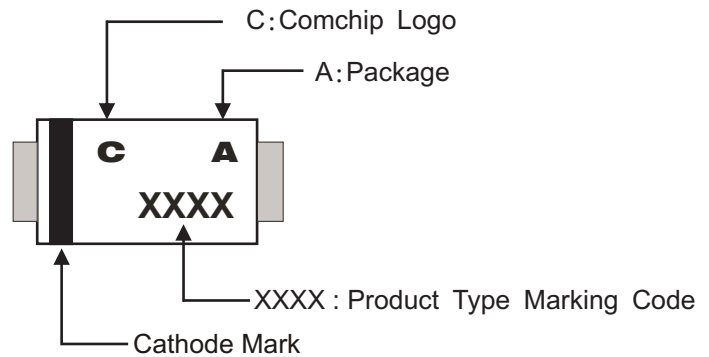 C:Comchip Logo
A:Package
C A
XXXX
XXXX : Product Type Marking Code
Cathode Mark